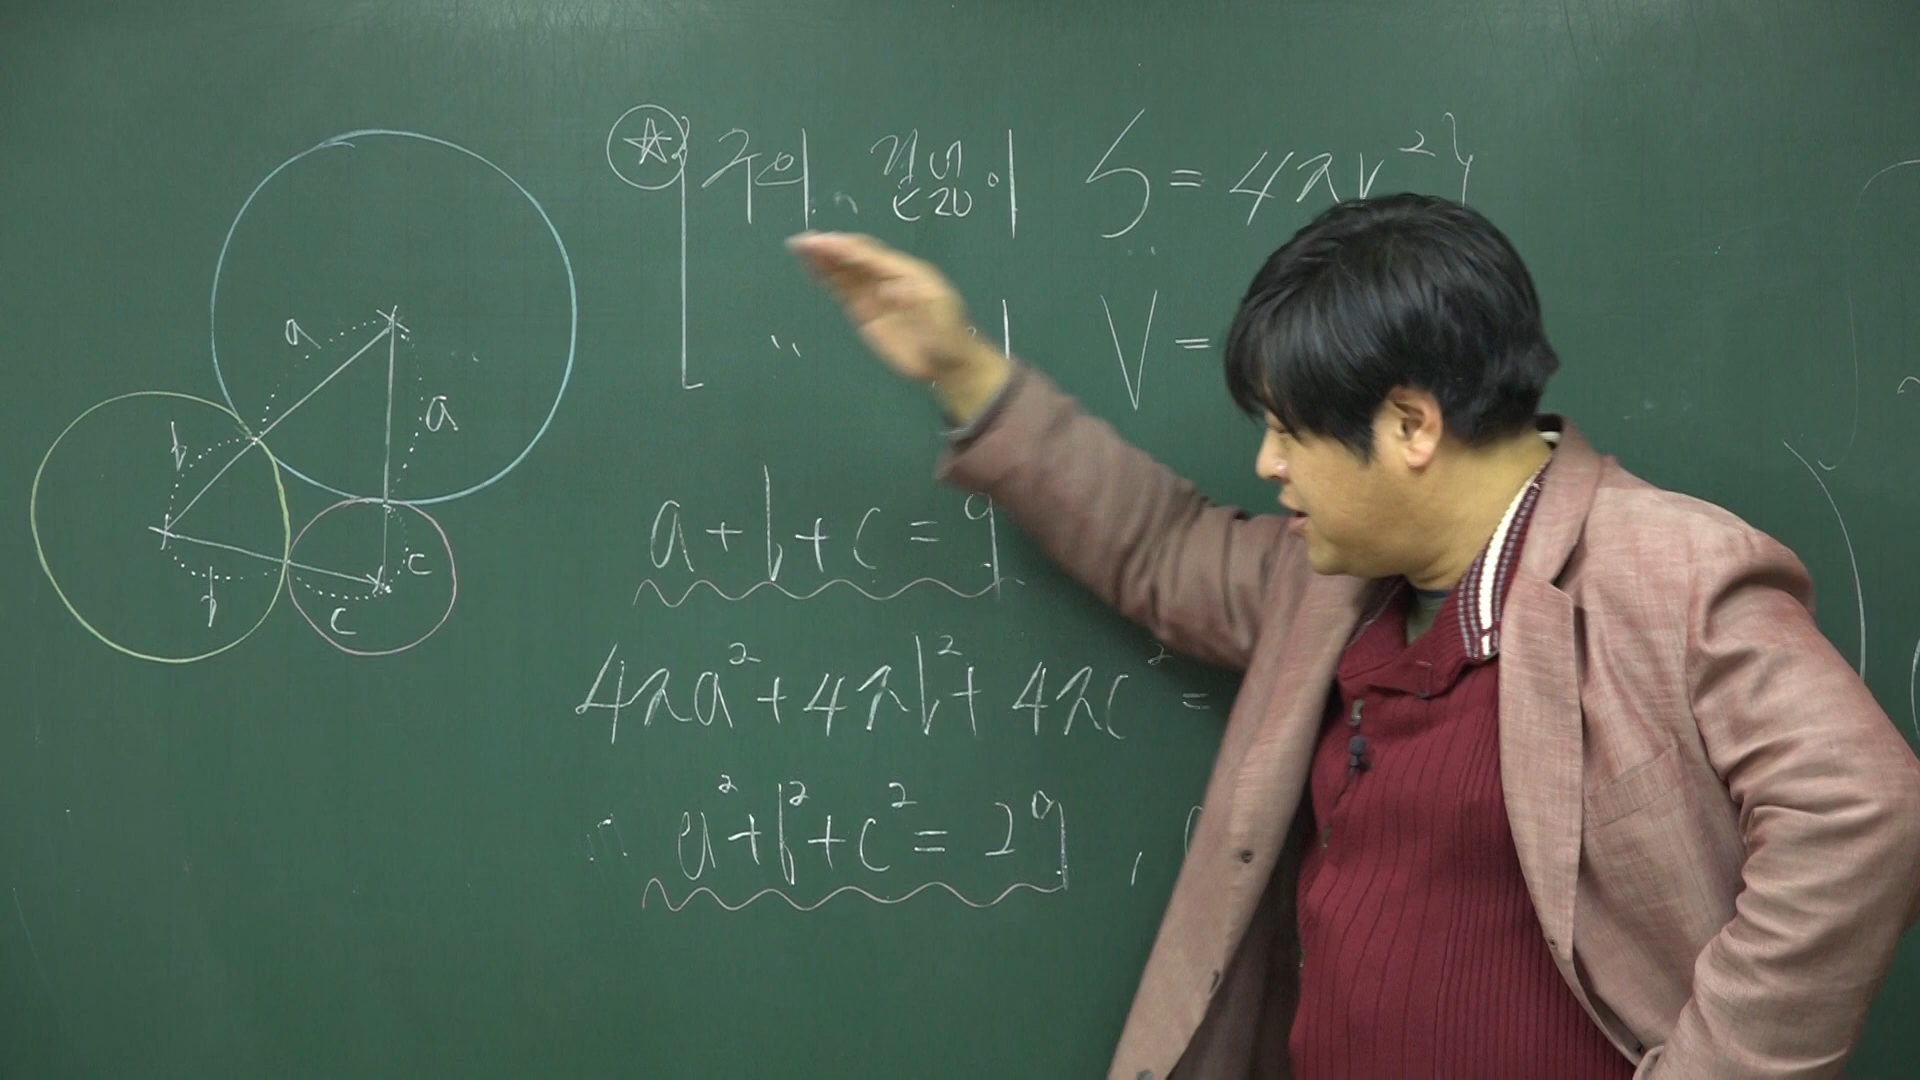 구의 겉넓이 S = 4πr²
〃 V =
a + b + c = 9
4πa² + 4πb² + 4πc² =
∴ a² + b² + c² = 29 ,
a
a
b
b
c
c